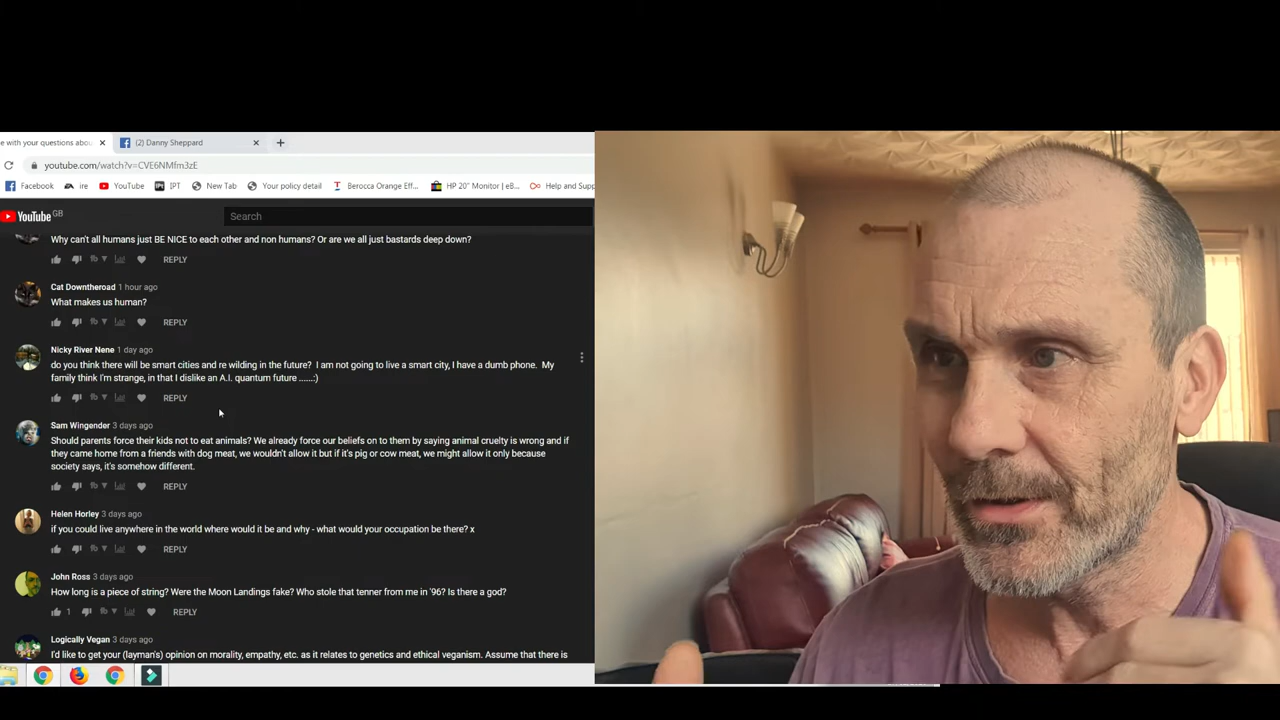 e with your questions abou
(2) Danny Sheppard
youtube.com/watch?v=CVE6NMfm3zE
Facebook
ire
YouTube
IPT
New Tab
Your policy detail
Berocca Orange Eff...
HP 20" Monitor | eB...
Help and Supp
YouTube GB
Search
Why can't all humans just BE NICE to each other and non humans? Or are we all just bastards deep down?
REPLY
Cat Downtheroad 1 hour ago
What makes us human?
REPLY
Nicky River Nene 1 day ago
do you think there will be smart cities and re wilding in the future? I am not going to live a smart city, I have a dumb phone. My
family think I'm strange, in that I dislike an A.I. quantum future ......:)
REPLY
Sam Wingender 3 days ago
Should parents force their kids not to eat animals? We already force our beliefs on to them by saying animal cruelty is wrong and if
they came home from a friends with dog meat, we wouldn't allow it but if it's pig or cow meat, we might allow it only because
society says, it's somehow different.
REPLY
Helen Horley 3 days ago
if you could live anywhere in the world where would it be and why - what would your occupation be there? x
REPLY
John Ross 3 days ago
How long is a piece of string? Were the Moon Landings fake? Who stole that tenner from me in '96? Is there a god?
1 REPLY
Logically Vegan 3 days ago
I'd like to get your (layman's) opinion on morality, empathy, etc. as it relates to genetics and ethical veganism. Assume that there is